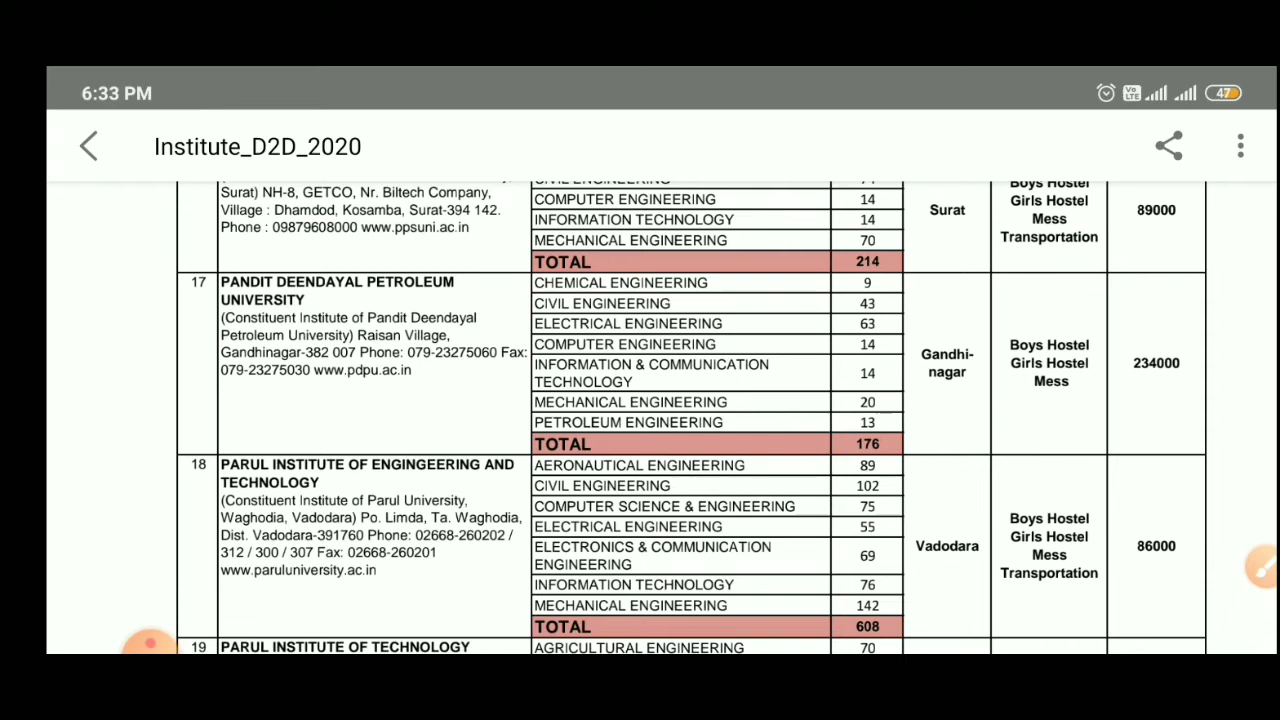 6:33 PM
Vo LTE
47
Institute_D2D_2020
Surat) NH-8, GETCO, Nr. Biltech Company,
Village : Dhamdod, Kosamba, Surat-394 142.
Phone : 09879608000 www.ppsuni.ac.in
CIVIL ENGINEERING
COMPUTER ENGINEERING 14
INFORMATION TECHNOLOGY 14
MECHANICAL ENGINEERING 70
TOTAL 214
Surat
Boys Hostel
Girls Hostel
Mess
Transportation
89000
17 PANDIT DEENDAYAL PETROLEUM
UNIVERSITY
(Constituent Institute of Pandit Deendayal
Petroleum University) Raisan Village,
Gandhinagar-382 007 Phone: 079-23275060 Fax:
079-23275030 www.pdpu.ac.in
CHEMICAL ENGINEERING 9
CIVIL ENGINEERING 43
ELECTRICAL ENGINEERING 63
COMPUTER ENGINEERING 14
INFORMATION & COMMUNICATION
TECHNOLOGY 14
MECHANICAL ENGINEERING 20
PETROLEUM ENGINEERING 13
TOTAL 176
Gandhi-
nagar
Boys Hostel
Girls Hostel
Mess
234000
18 PARUL INSTITUTE OF ENGINGEERING AND
TECHNOLOGY
(Constituent Institute of Parul University,
Waghodia, Vadodara) Po. Limda, Ta. Waghodia,
Dist. Vadodara-391760 Phone: 02668-260202 /
312 / 300 / 307 Fax: 02668-260201
www.paruluniversity.ac.in
AERONAUTICAL ENGINEERING 89
CIVIL ENGINEERING 102
COMPUTER SCIENCE & ENGINEERING 75
ELECTRICAL ENGINEERING 55
ELECTRONICS & COMMUNICATION
ENGINEERING 69
INFORMATION TECHNOLOGY 76
MECHANICAL ENGINEERING 142
TOTAL 608
Vadodara
Boys Hostel
Girls Hostel
Mess
Transportation
86000
19 PARUL INSTITUTE OF TECHNOLOGY
AGRICULTURAL ENGINEERING 70